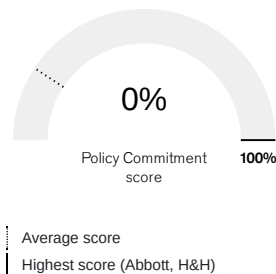 0%
Policy Commitment
score
100%
Average score
Highest score (Abbott, H&H)